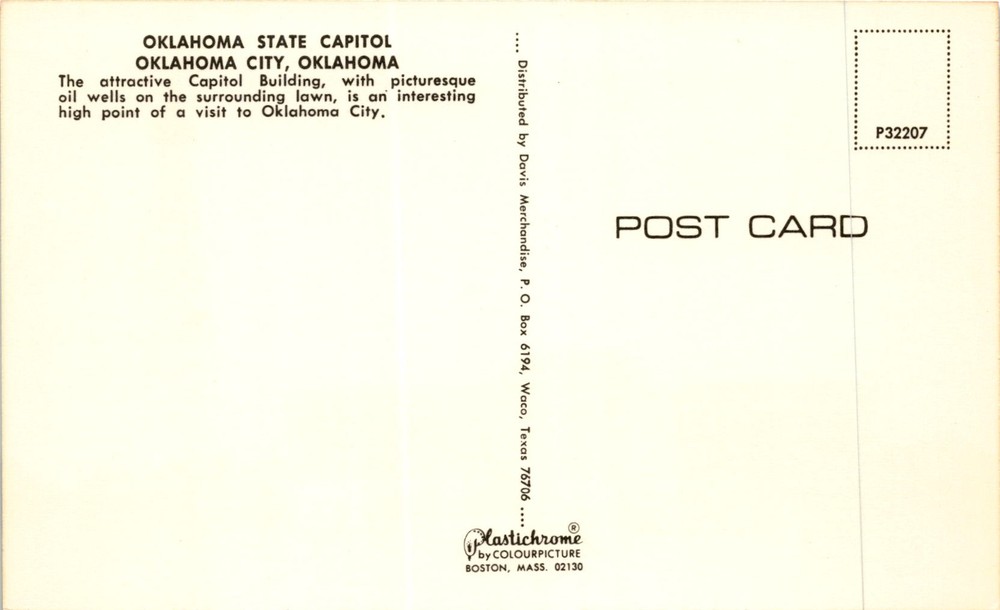 OKLAHOMA STATE CAPITOL
OKLAHOMA CITY, OKLAHOMA
The attractive Capitol Building, with picturesque
oil wells on the surrounding lawn, is an interesting
high point of a visit to Oklahoma City.
..... Distributed by Davis Merchandise, P. O. Box 6194, Waco, Texas 76706 .....
P32207
POST CARD
Plastichrome ®
by COLOURPICTURE
BOSTON, MASS. 02130